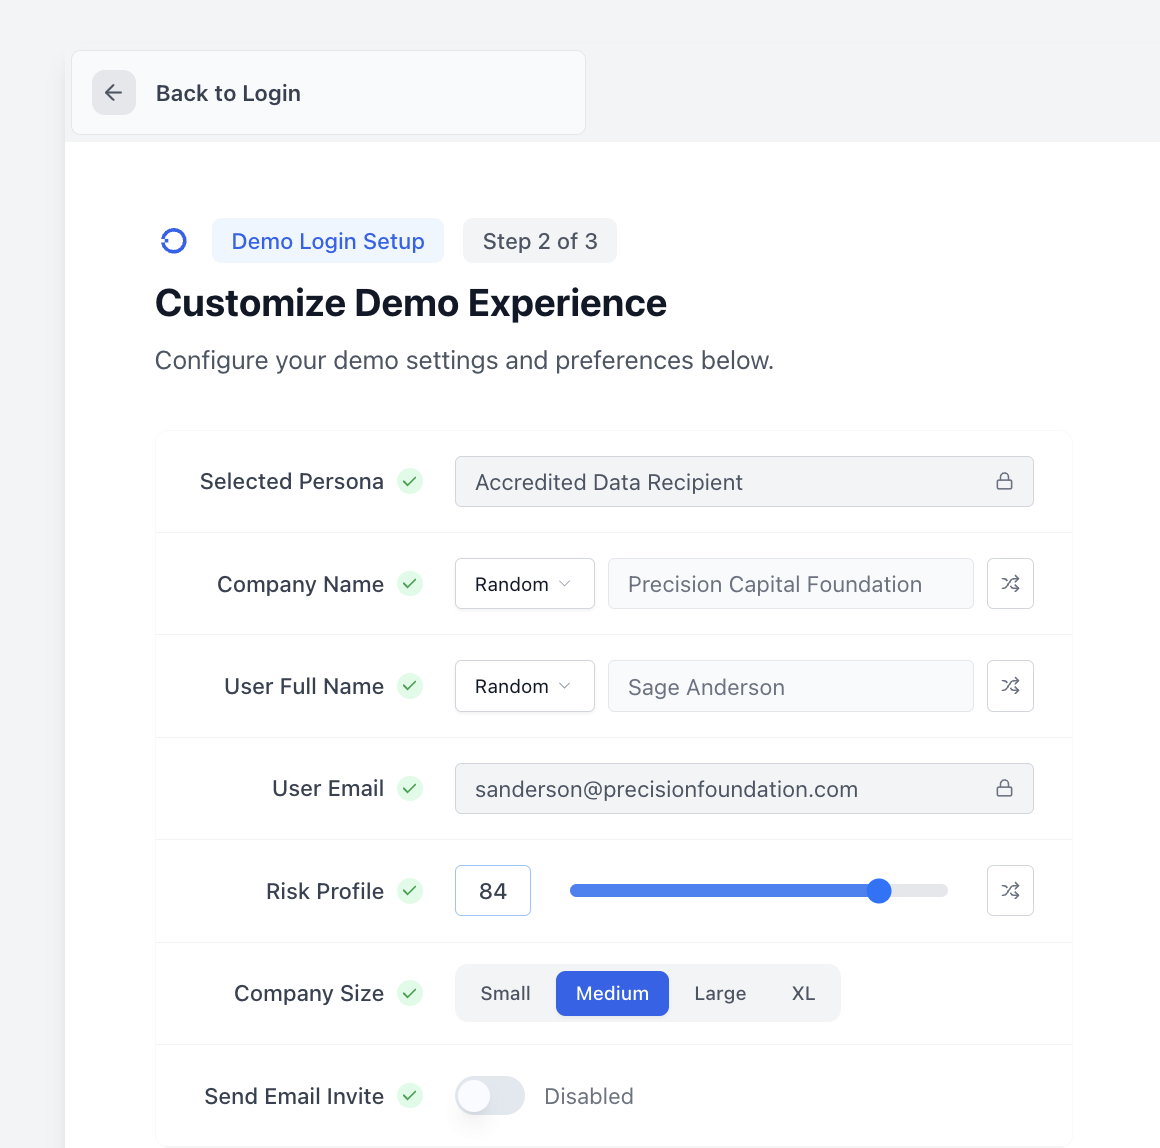 Back to Login
Demo Login Setup Step 2 of 3
Customize Demo Experience
Configure your demo settings and preferences below.
Selected Persona Accredited Data Recipient
Company Name Random Precision Capital Foundation
User Full Name Random Sage Anderson
User Email sanderson@precisionfoundation.com
Risk Profile 84
Company Size Small Medium Large XL
Send Email Invite Disabled